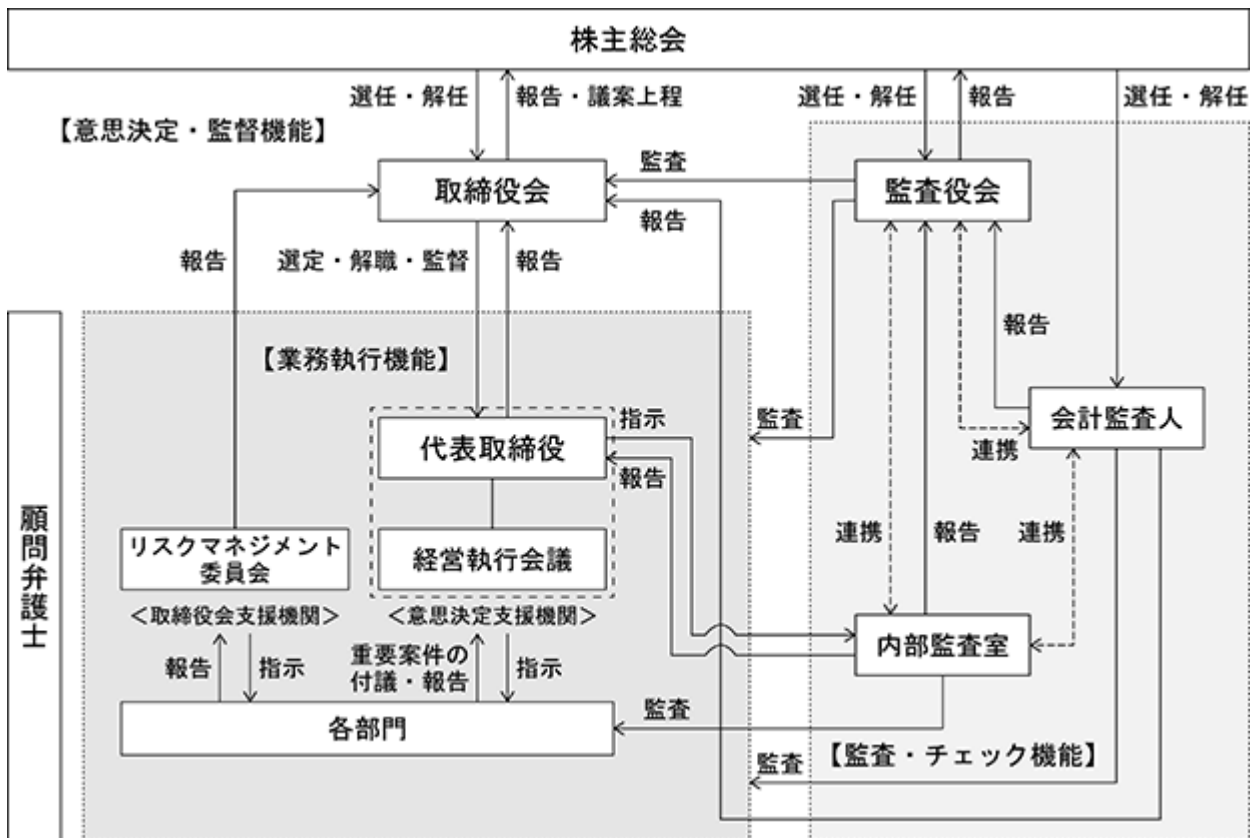 株主総会
選任・解任
報告・議案上程
選任・解任
報告
選任・解任
【意思決定・監督機能】
取締役会
監査
監査役会
報告
報告
選定・解職・監督
報告
報告
【業務執行機能】
代表取締役
指示
監査
会計監査人
報告
連携
顧問弁護士
リスクマネジメント
委員会
経営執行会議
連携
報告
連携
<取締役会支援機関>
<意思決定支援機関>
内部監査室
報告
指示
重要案件の
付議・報告
指示
各部門
監査
【監査・チェック機能】
監査